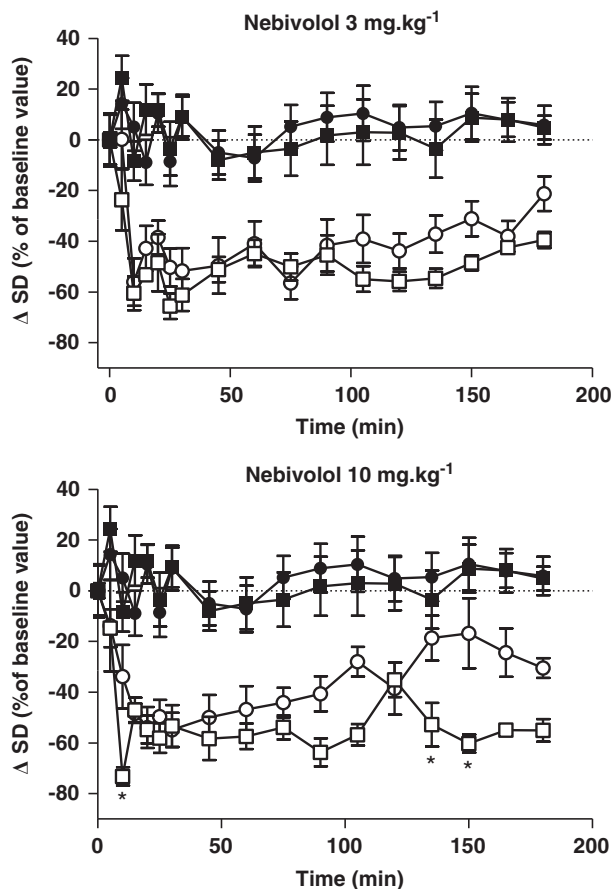 Nebivolol 3 mg.kg-1
40
20
0
-20
-40
-60
-80
Δ SD (% of baseline value)
0 50 100 150 200
Time (min)
Nebivolol 10 mg.kg-1
40
20
0
-20
-40
-60
-80
Δ SD (%of baseline value)
* * *
0 50 100 150 200
Time (min)